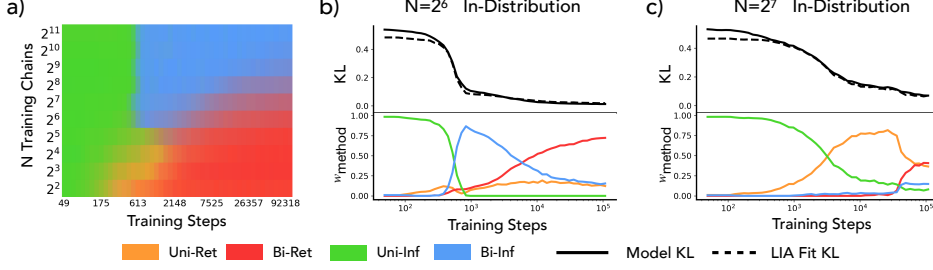 a)
N Training Chains
2¹¹
2¹⁰
2⁹
2⁸
2⁷
2⁶
2⁵
2⁴
2³
2²
49 175 613 2148 7525 26357 92318
Training Steps
b) N=2⁶ In-Distribution
KL
0.4
0.2
0.0
w_method
1.00
0.75
0.50
0.25
0.00
10² 10³ 10⁴ 10⁵
Training Steps
c) N=2⁷ In-Distribution
KL
0.4
0.2
0.0
w_method
1.00
0.75
0.50
0.25
0.00
10² 10³ 10⁴ 10⁵
Training Steps
Uni-Ret Bi-Ret Uni-Inf Bi-Inf Model KL LIA Fit KL